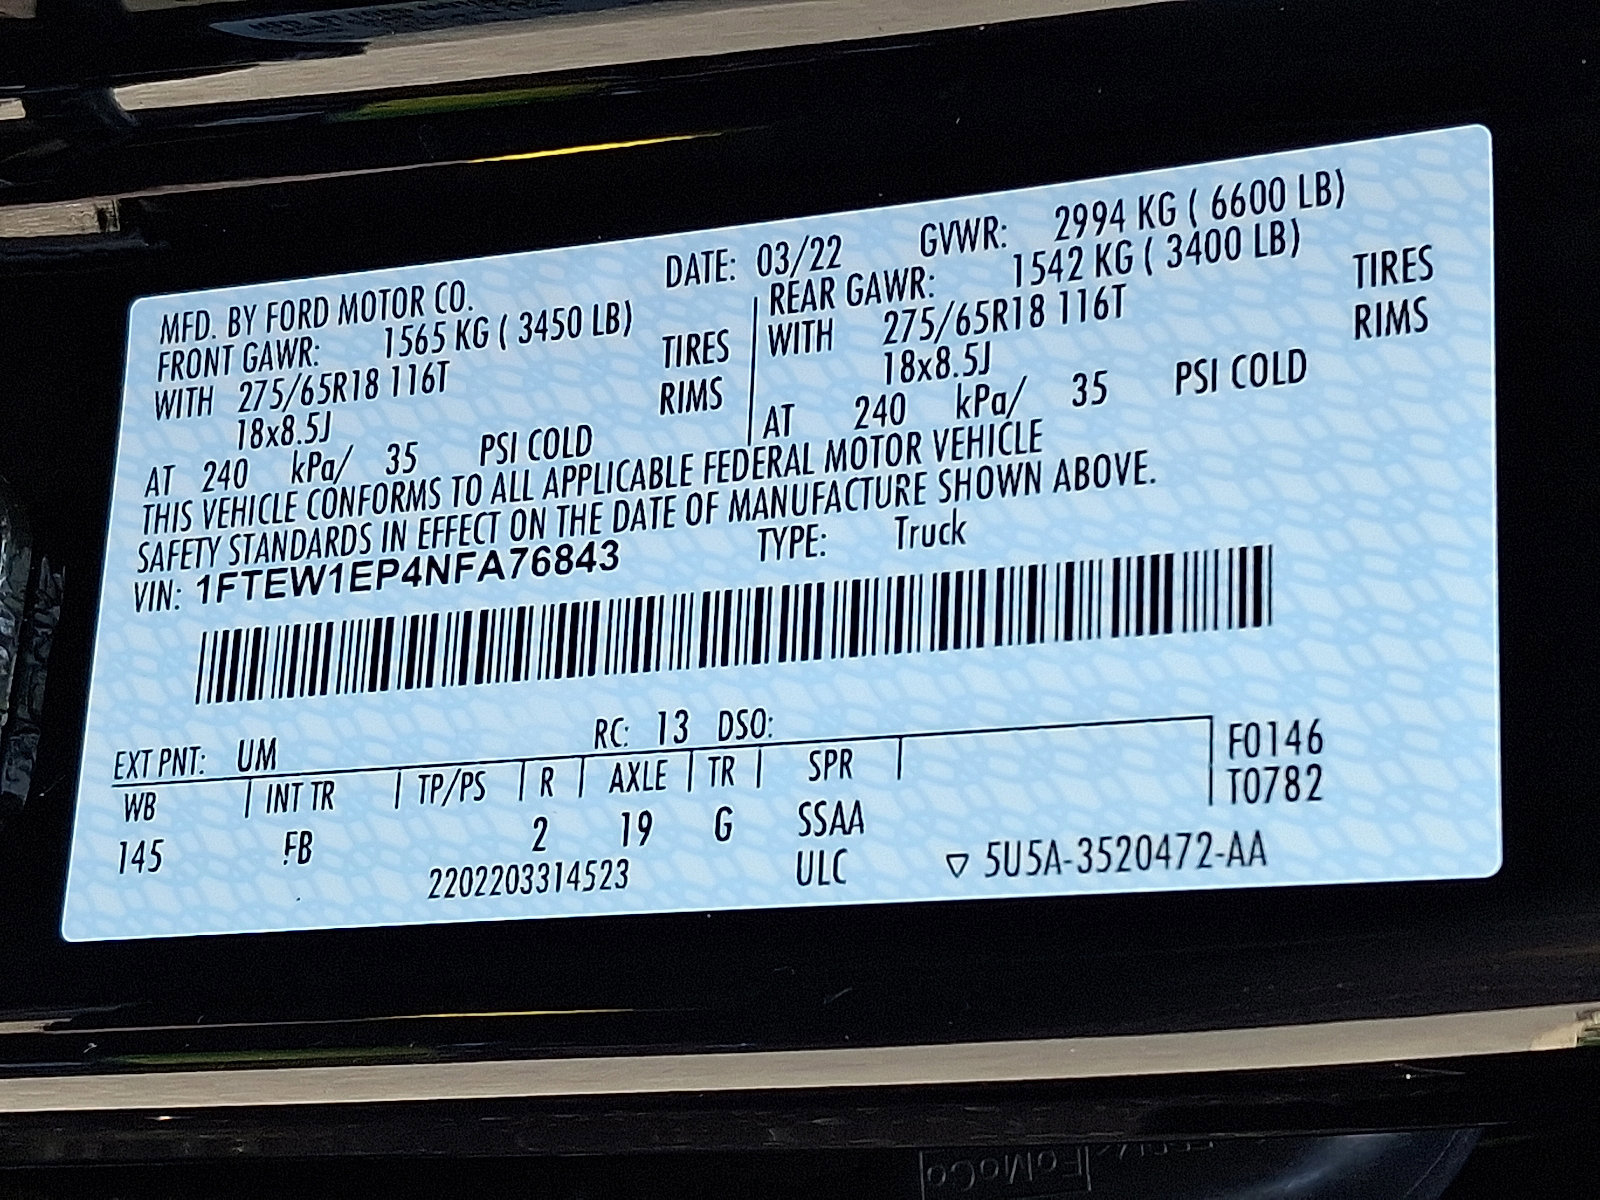 MFD. BY FORD MOTOR CO.
DATE: 03/22
GVWR: 2994 KG ( 6600 LB)
FRONT GAWR: 1565 KG ( 3450 LB)
WITH 275/65R18 116T TIRES
18x8.5J RIMS
AT 240 kPa/ 35 PSI COLD
REAR GAWR: 1542 KG ( 3400 LB)
WITH 275/65R18 116T TIRES
18x8.5J RIMS
AT 240 kPa/ 35 PSI COLD
THIS VEHICLE CONFORMS TO ALL APPLICABLE FEDERAL MOTOR VEHICLE
SAFETY STANDARDS IN EFFECT ON THE DATE OF MANUFACTURE SHOWN ABOVE.
VIN: 1FTEW1EP4NFA76843 TYPE: Truck
EXT PNT: UM RC: 13 DSO:
WB INT TR TP/PS R AXLE TR SPR F0146
T0782
145 FB 2 19 G SSAA
2202203314523 ULC ▽ 5U5A-3520472-AA
FoMoCo